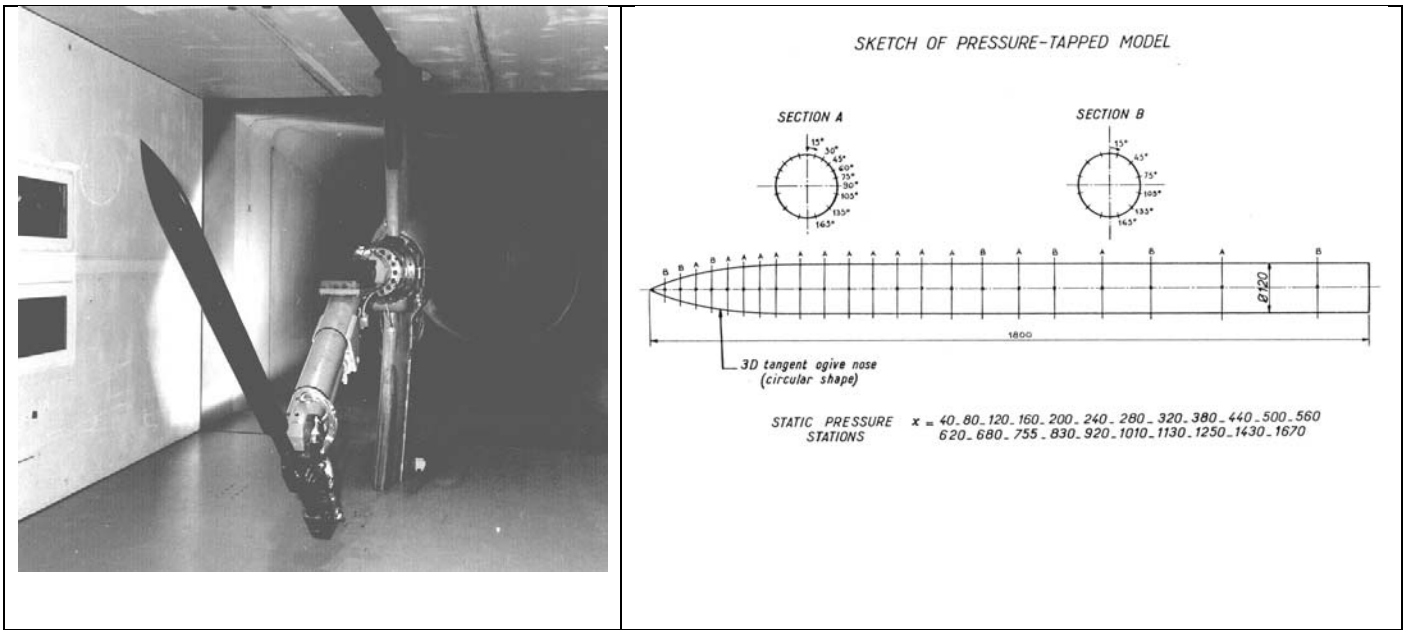 SKETCH OF PRESSURE-TAPPED MODEL
SECTION A
15°
30°
45°
60°
75°
90°
105°
135°
165°
SECTION B
15°
45°
75°
105°
135°
165°
B B A B A A A A A A A A A A B A B A B A B
Ø120
1800
3D tangent ogive nose
(circular shape)
STATIC PRESSURE x = 40_80_120_160_200_240_280_320_380_440_500_560
STATIONS 620_680_755_830_920_1010_1130_1250_1430_1670